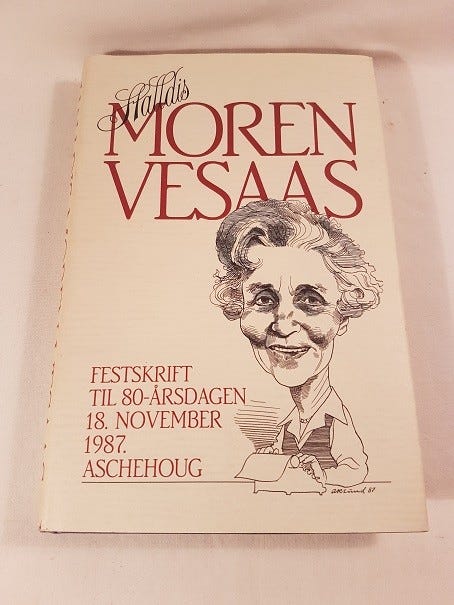 Halldis
MOREN
VESAAS
FESTSKRIFT
TIL 80-ÅRSDAGEN
18. NOVEMBER
1987.
ASCHEHOUG